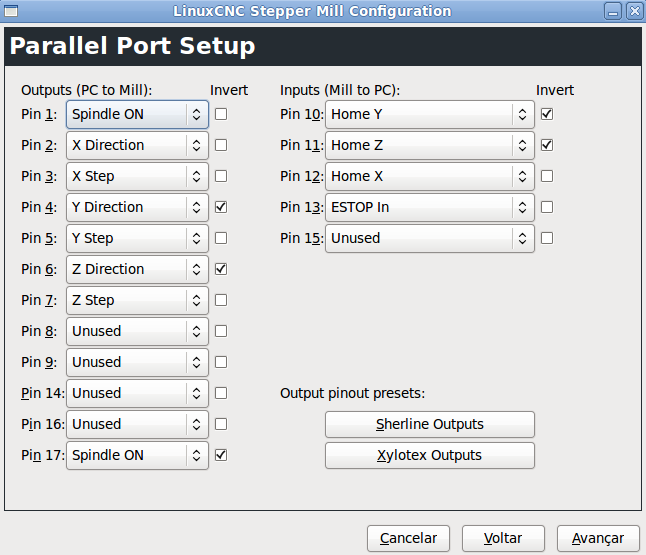 LinuxCNC Stepper Mill Configuration
Parallel Port Setup
Outputs (PC to Mill): Invert
Pin 1: Spindle ON
Pin 2: X Direction
Pin 3: X Step
Pin 4: Y Direction
Pin 5: Y Step
Pin 6: Z Direction
Pin 7: Z Step
Pin 8: Unused
Pin 9: Unused
Pin 14: Unused
Pin 16: Unused
Pin 17: Spindle ON
Inputs (Mill to PC): Invert
Pin 10: Home Y
Pin 11: Home Z
Pin 12: Home X
Pin 13: ESTOP In
Pin 15: Unused
Output pinout presets:
Sherline Outputs
Xylotex Outputs
Cancelar Voltar Avançar